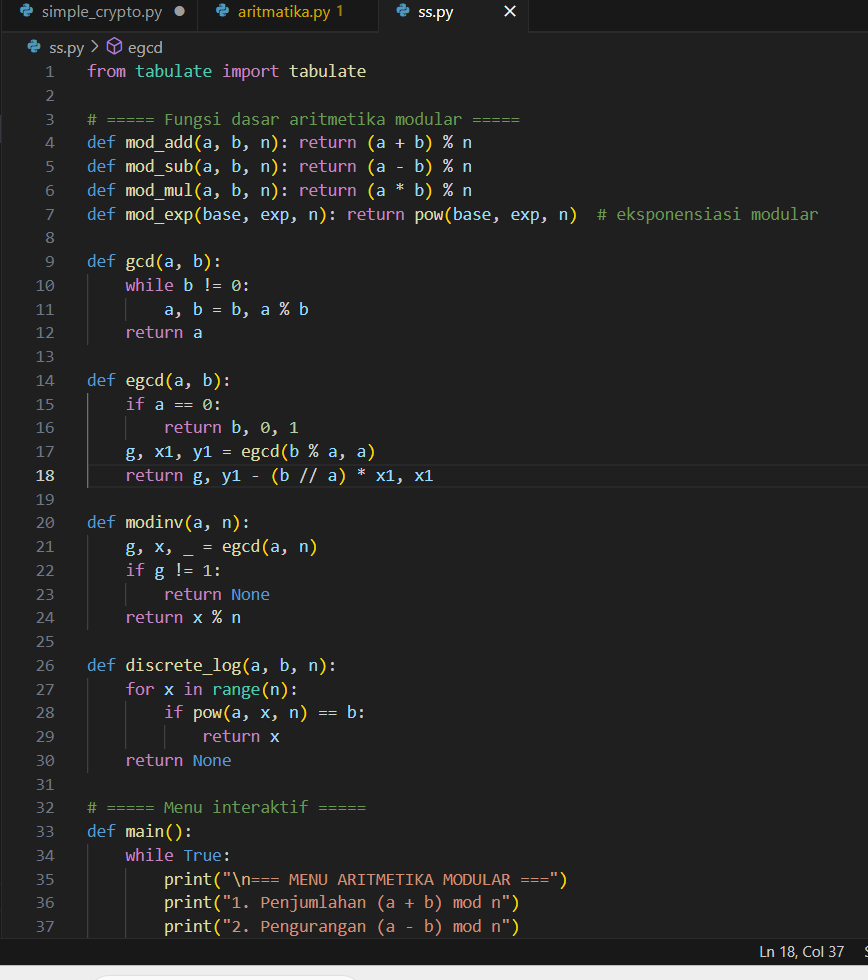 simple_crypto.py ● aritmatika.py 1 ss.py ×
ss.py > egcd
1 from tabulate import tabulate
2
3 # ===== Fungsi dasar aritmetika modular =====
4 def mod_add(a, b, n): return (a + b) % n
5 def mod_sub(a, b, n): return (a - b) % n
6 def mod_mul(a, b, n): return (a * b) % n
7 def mod_exp(base, exp, n): return pow(base, exp, n)  # eksponensiasi modular
8
9 def gcd(a, b):
10     while b != 0:
11         a, b = b, a % b
12     return a
13
14 def egcd(a, b):
15     if a == 0:
16         return b, 0, 1
17     g, x1, y1 = egcd(b % a, a)
18     return g, y1 - (b // a) * x1, x1
19
20 def modinv(a, n):
21     g, x, _ = egcd(a, n)
22     if g != 1:
23         return None
24     return x % n
25
26 def discrete_log(a, b, n):
27     for x in range(n):
28         if pow(a, x, n) == b:
29             return x
30     return None
31
32 # ===== Menu interaktif =====
33 def main():
34     while True:
35         print("\n=== MENU ARITMETIKA MODULAR ===")
36         print("1. Penjumlahan (a + b) mod n")
37         print("2. Pengurangan (a - b) mod n")
Ln 18, Col 37